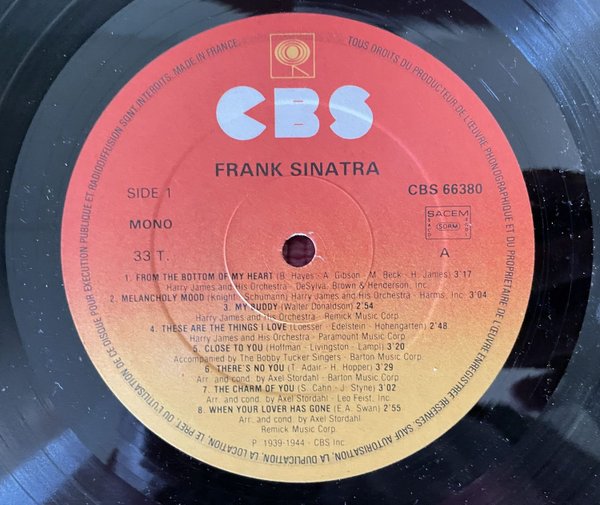 CBS
FRANK SINATRA
SIDE 1
CBS 66380
MONO
SACEM
SDRM
33 T.
A
1. FROM THE BOTTOM OF MY HEART (B. Hayes - A. Gibson - M. Beck - H. James) 3'17
Harry James and His Orchestra - DeSylva, Brown & Henderson, Inc.
2. MELANCHOLY MOOD (Knight - Schumann) Harry James and His Orchestra - Harms, Inc. 3'04
3. MY BUDDY (Walter Donaldson) 2'54
Harry James and His Orchestra - Remick Music Corp.
4. THESE ARE THE THINGS I LOVE (Loesser - Edelstein - Hohengarten) 2'48
Harry James and His Orchestra - Paramount Music Corp.
5. CLOSE TO YOU (Hoffman - Livingston - Lampl) 3'20
Accompanied by The Bobby Tucker Singers - Barton Music Corp.
6. THERE'S NO YOU (T. Adair - H. Hopper) 3'29
Arr. and cond. by Axel Stordahl - Barton Music Corp.
7. THE CHARM OF YOU (S. Cahn - J. Styne) 3'02
Arr. and cond. by Axel Stordahl - Leo Feist, Inc.
8. WHEN YOUR LOVER HAS GONE (E.A. Swan) 2'55
Arr. and cond. by Axel Stordahl
Remick Music Corp.
P 1939-1944 - CBS Inc.
TOUS DROITS DU PRODUCTEUR DE L'ŒUVRE PHONOGRAPHIQUE ET DU PROPRIETAIRE DE L'ŒUVRE ENREGISTREE RESERVES. SAUF AUTORISATION, LA DUPLICATION, LA LOCATION, LE PRET OU L'UTILISATION DE CE DISQUE POUR EXECUTION PUBLIQUE ET RADIODIFFUSION SONT INTERDITS. MADE IN FRANCE.